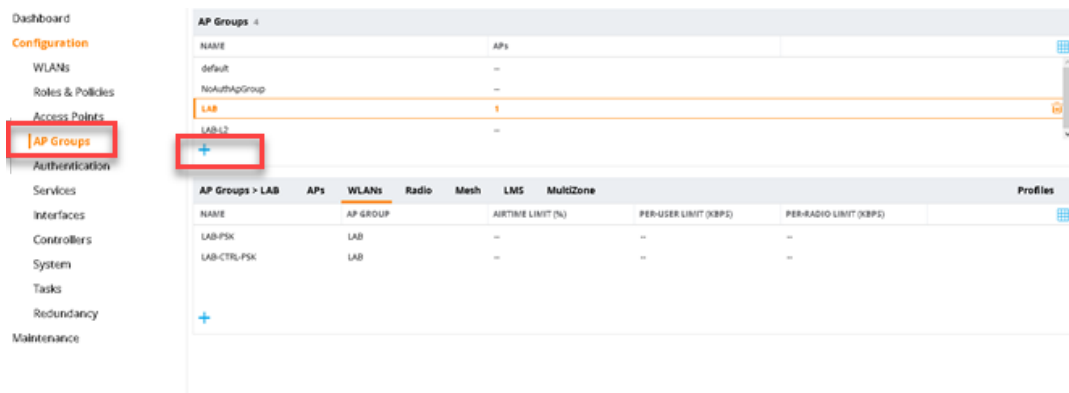 Dashboard
Configuration
WLANs
Roles & Policies
Access Points
AP Groups
Authentication
Services
Interfaces
Controllers
System
Tasks
Redundancy
Maintenance
AP Groups 4
NAME APs
default --
NoAuthApGroup --
LAB 1
LAB-L2 --
+
AP Groups > LAB APs WLANs Radio Mesh LMS MultiZone Profiles
NAME AP GROUP AIRTIME LIMIT (%) PER-USER LIMIT (KBPS) PER-RADIO LIMIT (KBPS)
LAB-PSK LAB -- -- --
LAB-CTRL-PSK LAB -- -- --
+